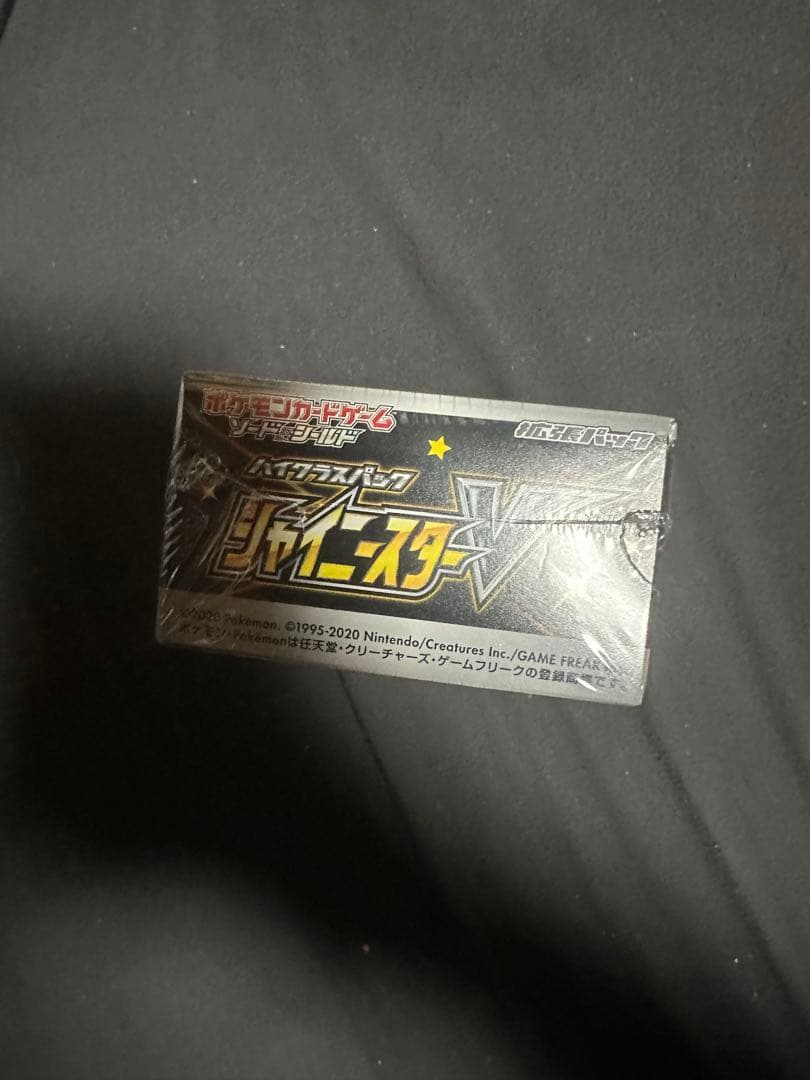 ポケモンカードゲーム
ソード&シールド
拡張パック
ハイクラスパック
シャイニースターV
©2020 Pokémon. ©1995-2020 Nintendo/Creatures Inc./GAME FREAK
ポケモン・Pokémonは任天堂・クリーチャーズ・ゲームフリークの登録商標です。